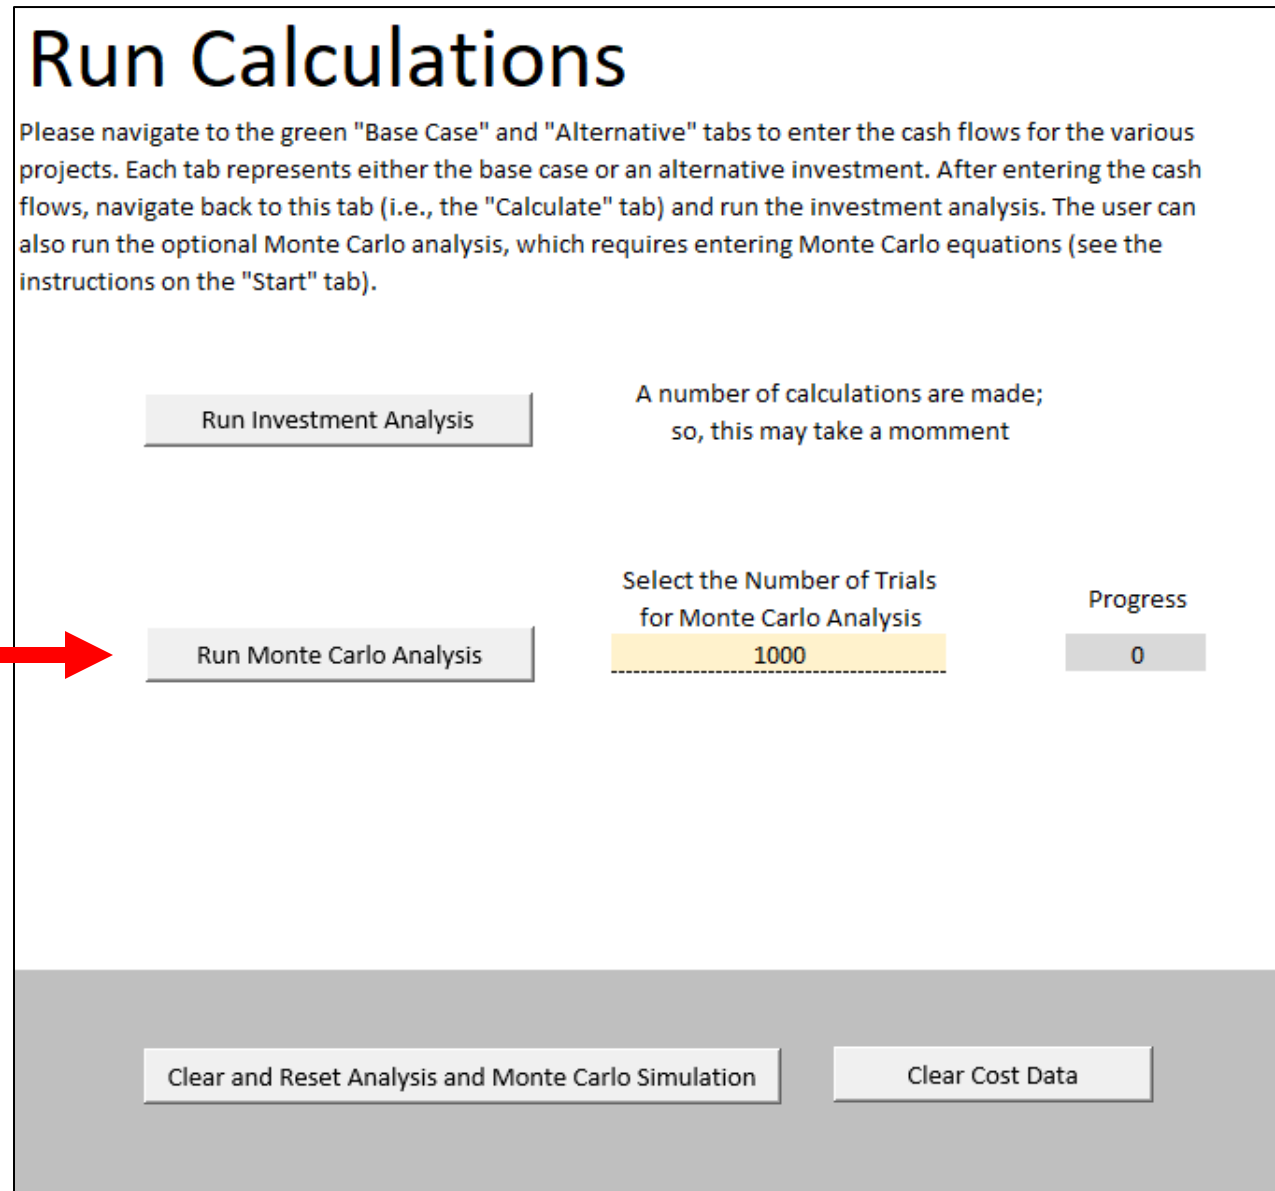 Run Calculations
Please navigate to the green "Base Case" and "Alternative" tabs to enter the cash flows for the various
projects. Each tab represents either the base case or an alternative investment. After entering the cash
flows, navigate back to this tab (i.e., the "Calculate" tab) and run the investment analysis. The user can
also run the optional Monte Carlo analysis, which requires entering Monte Carlo equations (see the
instructions on the "Start" tab).
Run Investment Analysis
A number of calculations are made;
so, this may take a momment
Select the Number of Trials
for Monte Carlo Analysis
Progress
Run Monte Carlo Analysis
1000
0
Clear and Reset Analysis and Monte Carlo Simulation
Clear Cost Data